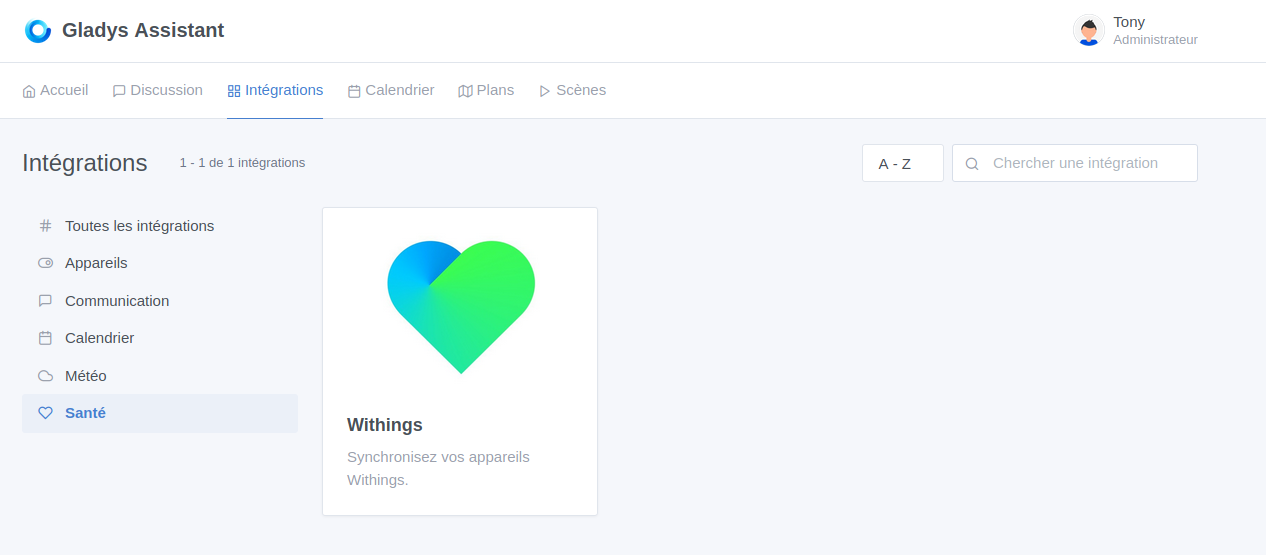 Gladys Assistant
Tony
Administrateur
Accueil
Discussion
Intégrations
Calendrier
Plans
Scènes
Intégrations
1 - 1 de 1 intégrations
A - Z
Chercher une intégration
Toutes les intégrations
Appareils
Communication
Calendrier
Météo
Santé
Withings
Synchronisez vos appareils
Withings.